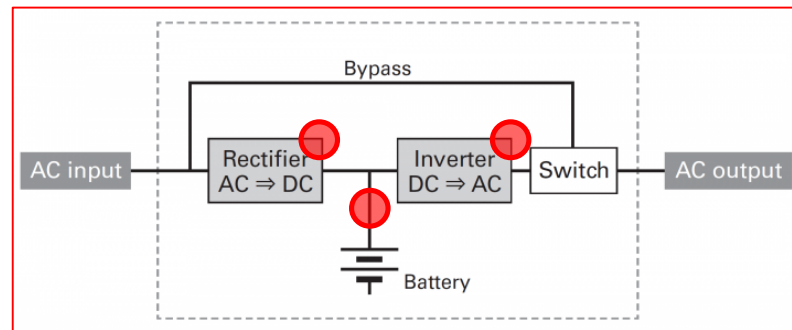 Bypass
AC input
Rectifier
AC ⇒ DC
Inverter
DC ⇒ AC
Switch
AC output
Battery